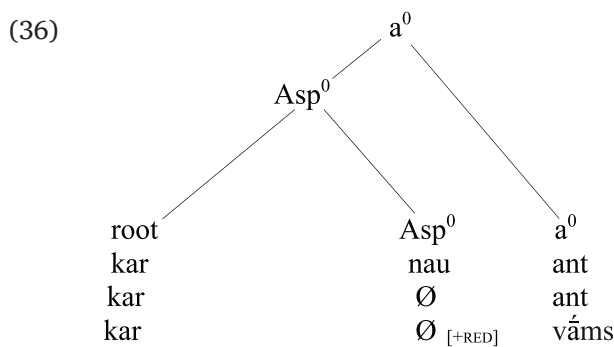 (36) a⁰
Asp⁰
root Asp⁰ a⁰
kar nau ant
kar Ø ant
kar Ø [+RED] vā́ms